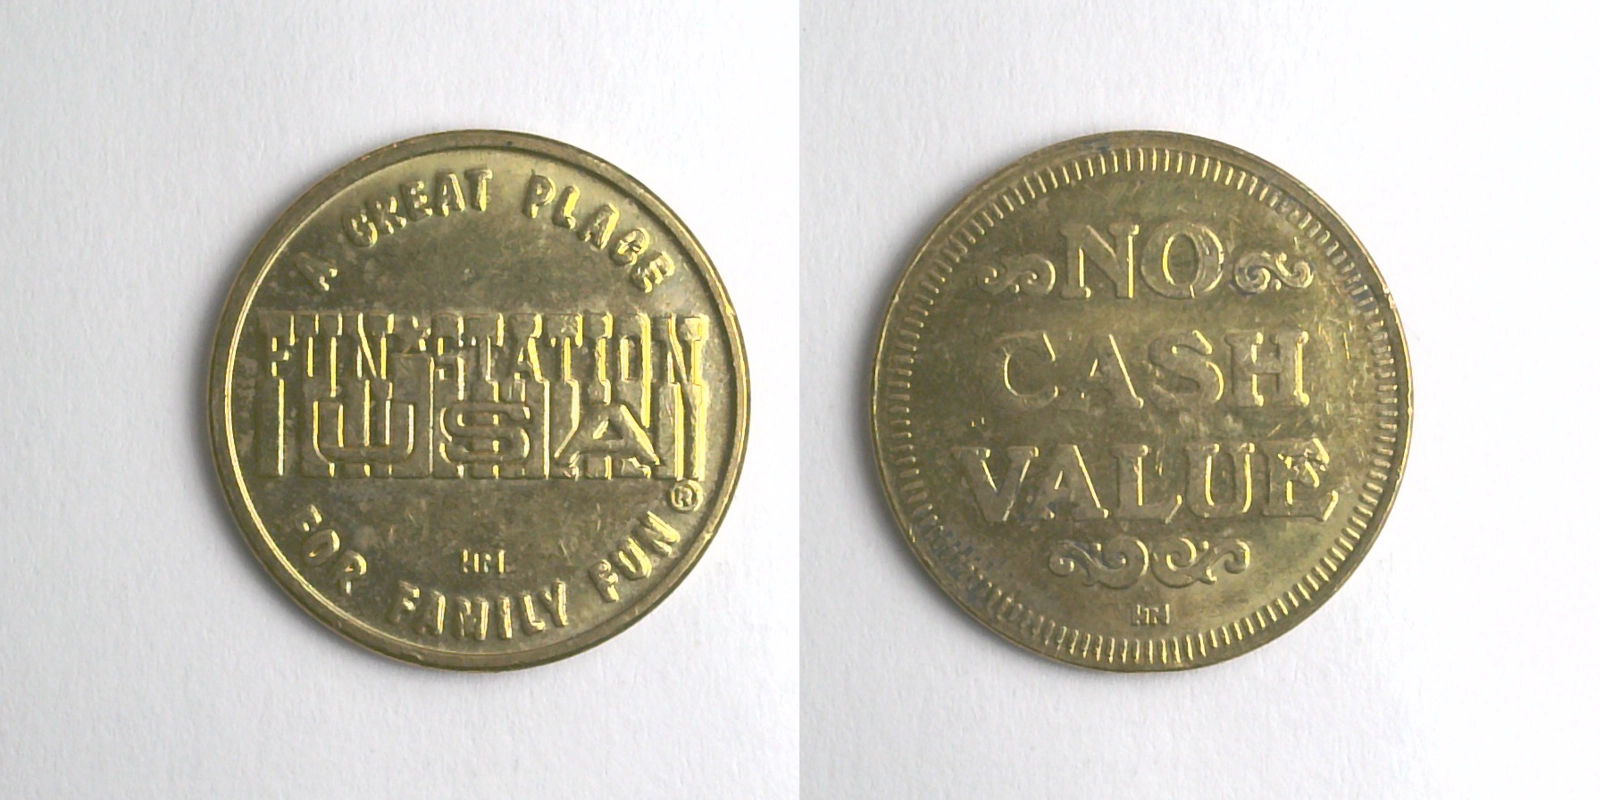 A GREAT PLACE
FUN STATION
USA®
FOR FAMILY FUN
NO
CASH
VALUE